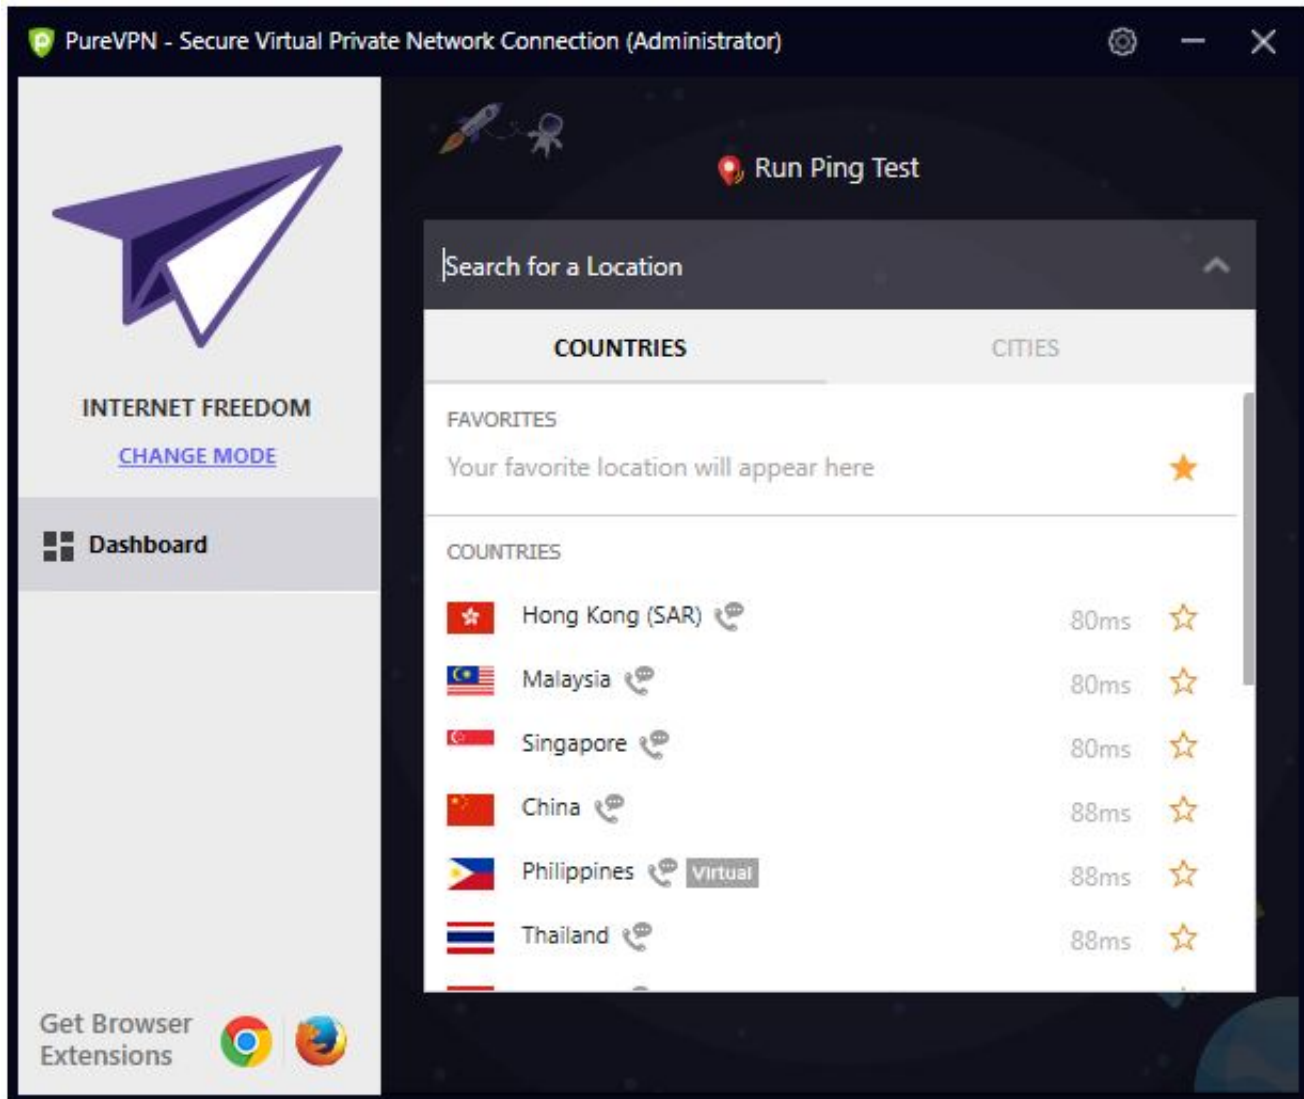 PureVPN - Secure Virtual Private Network Connection (Administrator)
Run Ping Test
Search for a Location
COUNTRIES CITIES
INTERNET FREEDOM
CHANGE MODE
FAVORITES
Your favorite location will appear here
Dashboard
COUNTRIES
Hong Kong (SAR) 80ms
Malaysia 80ms
Singapore 80ms
China 88ms
Philippines Virtual 88ms
Thailand 88ms
Get Browser
Extensions